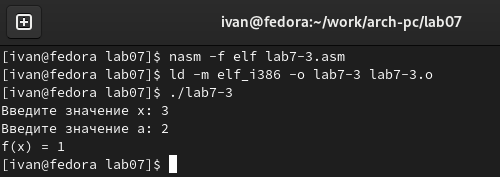 ivan@fedora:~/work/arch-pc/lab07
[ivan@fedora lab07]$ nasm -f elf lab7-3.asm
[ivan@fedora lab07]$ ld -m elf_i386 -o lab7-3 lab7-3.o
[ivan@fedora lab07]$ ./lab7-3
Введите значение x: 3
Введите значение a: 2
f(x) = 1
[ivan@fedora lab07]$